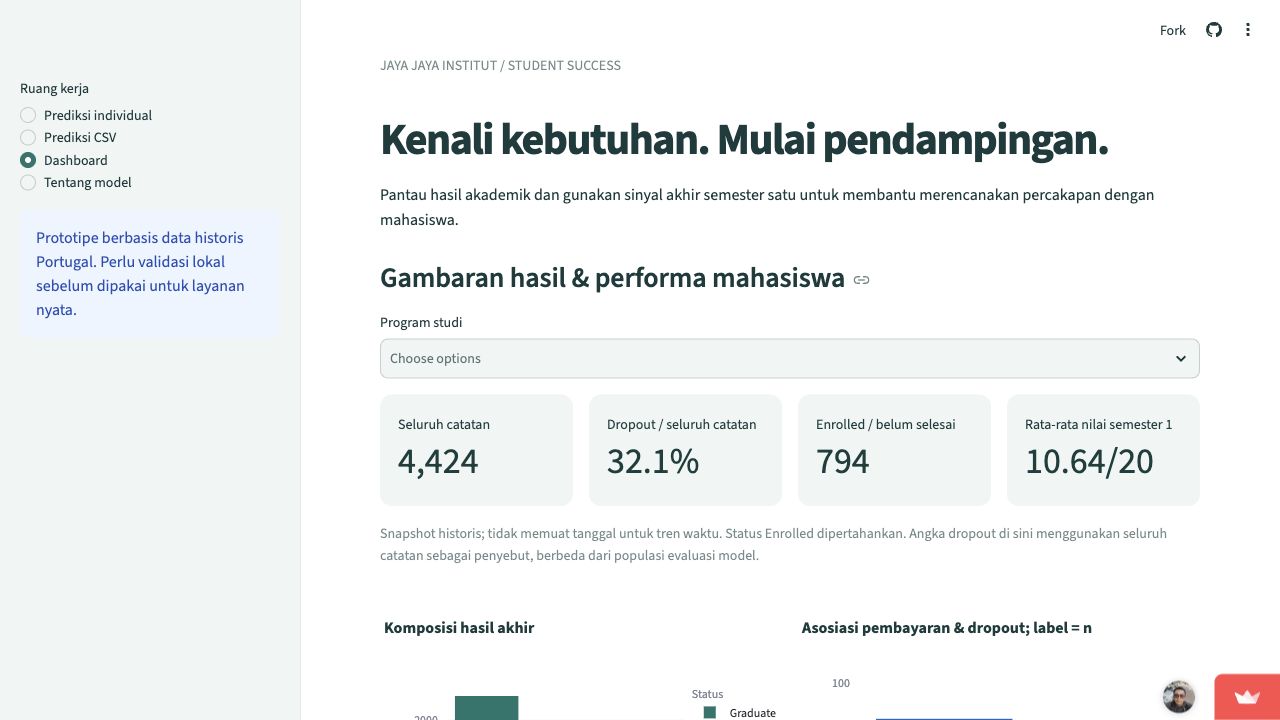 Fork
JAYA JAYA INSTITUT / STUDENT SUCCESS
Ruang kerja
Prediksi individual
Prediksi CSV
Dashboard
Tentang model
Prototipe berbasis data historis
Portugal. Perlu validasi lokal
sebelum dipakai untuk layanan
nyata.
Kenali kebutuhan. Mulai pendampingan.
Pantau hasil akademik dan gunakan sinyal akhir semester satu untuk membantu merencanakan percakapan dengan
mahasiswa.
Gambaran hasil & performa mahasiswa
Program studi
Choose options
Seluruh catatan
4,424
Dropout / seluruh catatan
32.1%
Enrolled / belum selesai
794
Rata-rata nilai semester 1
10.64/20
Snapshot historis; tidak memuat tanggal untuk tren waktu. Status Enrolled dipertahankan. Angka dropout di sini menggunakan seluruh
catatan sebagai penyebut, berbeda dari populasi evaluasi model.
Komposisi hasil akhir
Status
Graduate
2000
Asosiasi pembayaran & dropout; label = n
100